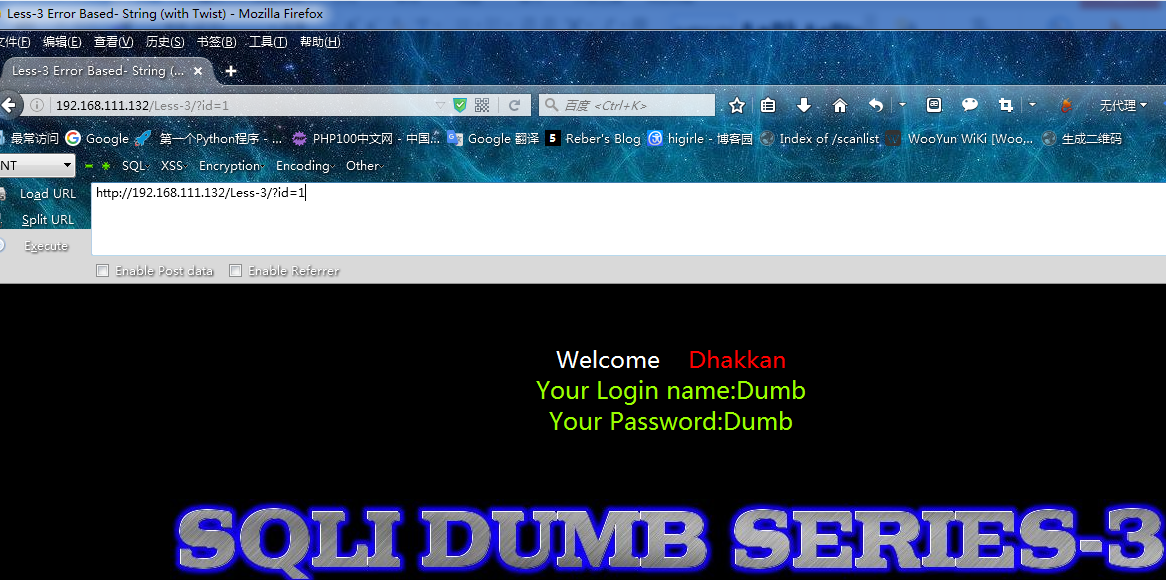 Less-3 Error Based- String (with Twist) - Mozilla Firefox
文件(F) 编辑(E) 查看(V) 历史(S) 书签(B) 工具(T) 帮助(H)
Less-3 Error Based- String (... × +
192.168.111.132/Less-3/?id=1 百度 <Ctrl+K> 无代理
最常访问 Google 第一个Python程序 - ... PHP100中文网 - 中国... Google 翻译 5 Reber's Blog higirle - 博客园 Index of /scanlist WooYun WiKi [Woo,... 生成二维码
NT SQL XSS Encryption Encoding Other
Load URL http://192.168.111.132/Less-3/?id=1
Split URL
Execute
Enable Post data Enable Referrer
Welcome Dhakkan
Your Login name:Dumb
Your Password:Dumb
SQLI DUMB SERIES-3